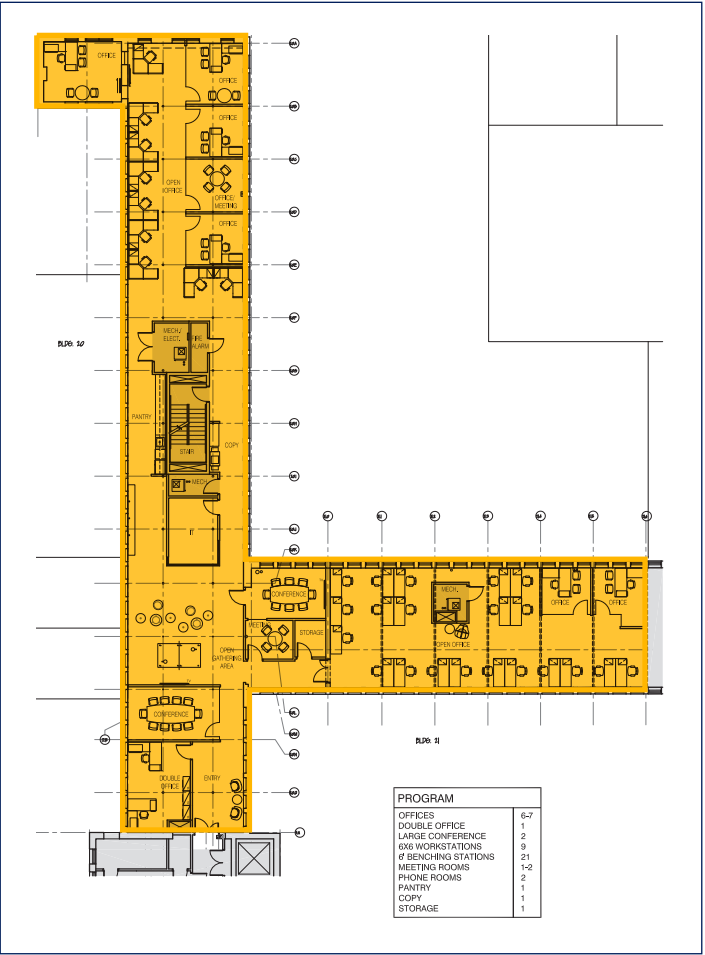 OFFICE
OFFICE
OFFICE
OPEN
OFFICE
OFFICE/
MEETING
OFFICE
BLDG. 20
MECH./
ELECT.
FIRE
ALARM
PANTRY
COPY
STAIR
MECH.
IT
CONFERENCE
MECH.
OFFICE
OFFICE
MEETING
STORAGE
OPEN OFFICE
OPEN
GATHERING
AREA
CONFERENCE
BLDG. 21
DOUBLE
OFFICE
ENTRY
PROGRAM
OFFICES 6-7
DOUBLE OFFICE 1
LARGE CONFERENCE 2
6X6 WORKSTATIONS 9
6' BENCHING STATIONS 21
MEETING ROOMS 1-2
PHONE ROOMS 2
PANTRY 1
COPY 1
STORAGE 1